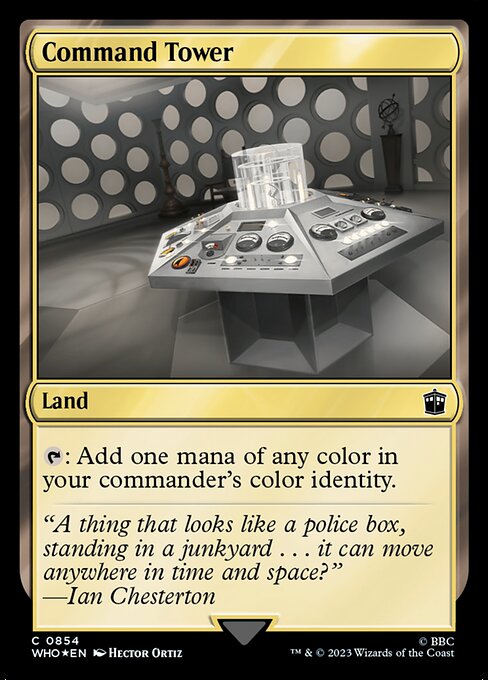 Command Tower
Land
: Add one mana of any color in
your commander’s color identity.
“A thing that looks like a police box,
standing in a junkyard . . . it can move
anywhere in time and space?”
—Ian Chesterton
C 0854
WHO★EN Hector Ortiz
© BBC
™ & © 2023 Wizards of the Coast